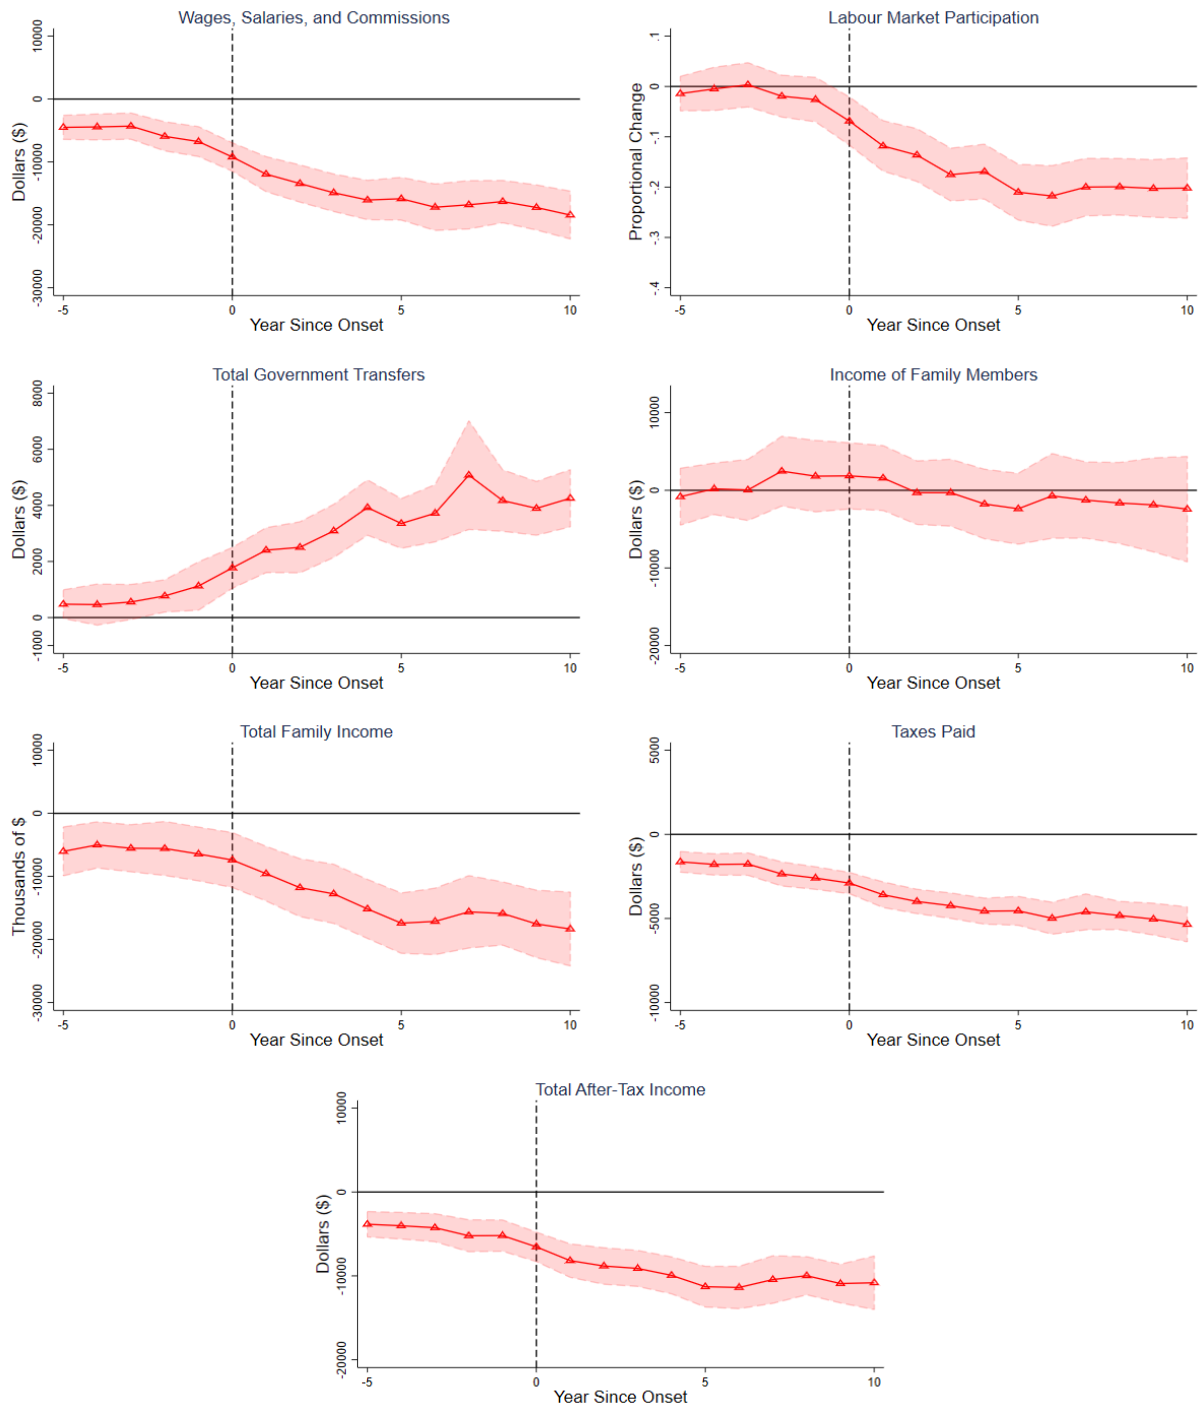 Wages, Salaries, and Commissions
Dollars ($)
10000
0
-10000
-20000
-30000
-5 0 5 10
Year Since Onset
Labour Market Participation
Proportional Change
.1
0
-.1
-.2
-.3
-.4
-5 0 5 10
Year Since Onset
Total Government Transfers
Dollars ($)
8000
6000
4000
2000
0
-1000
-5 0 5 10
Year Since Onset
Income of Family Members
Dollars ($)
10000
0
-10000
-20000
-5 0 5 10
Year Since Onset
Total Family Income
Thousands of $
10000
0
-10000
-20000
-30000
-5 0 5 10
Year Since Onset
Taxes Paid
Dollars ($)
5000
0
-5000
-10000
-5 0 5 10
Year Since Onset
Total After-Tax Income
Dollars ($)
10000
0
-10000
-20000
-5 0 5 10
Year Since Onset